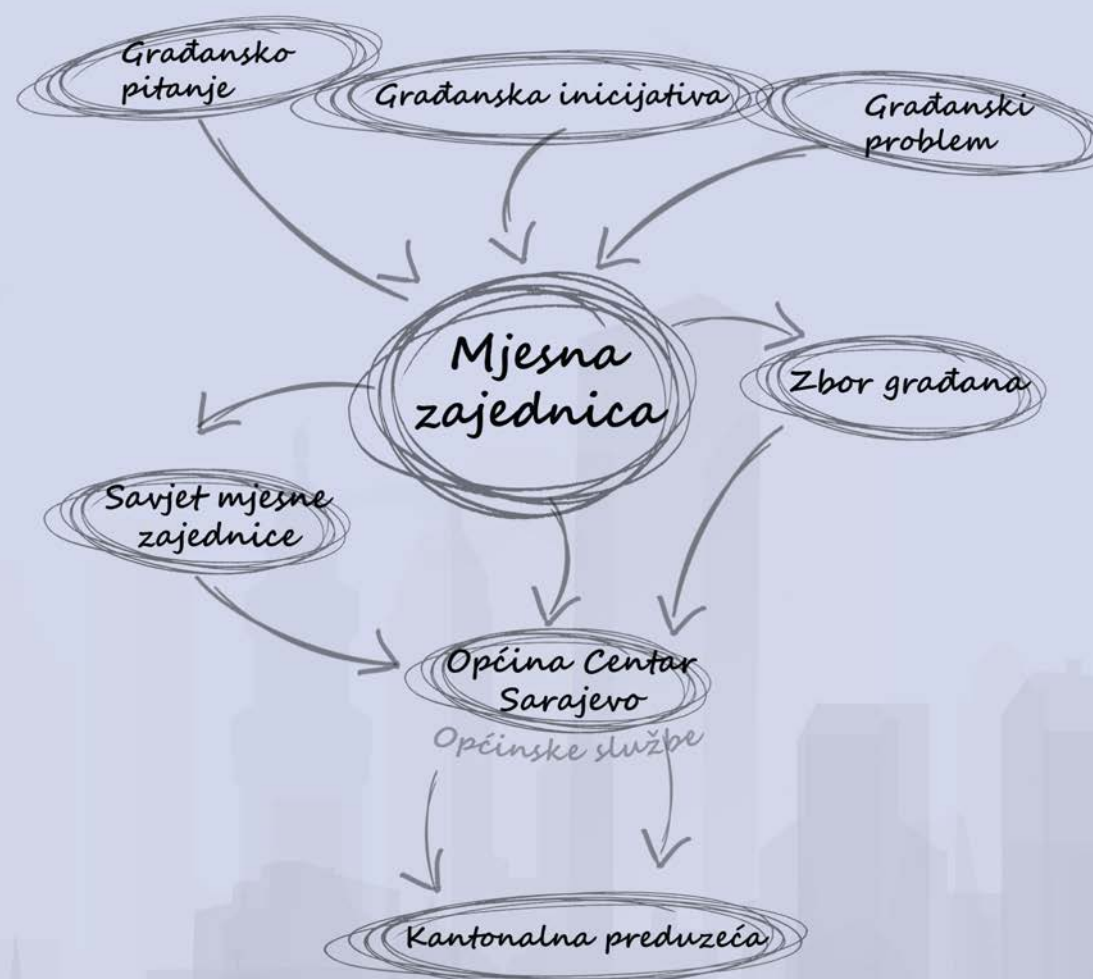 Građansko
pitanje
Građanska inicijativa
Građanski
problem
Mjesna
zajednica
Zbor građana
Savjet mjesne
zajednice
Općina Centar
Sarajevo
Općinske službe
Kantonalna preduzeća